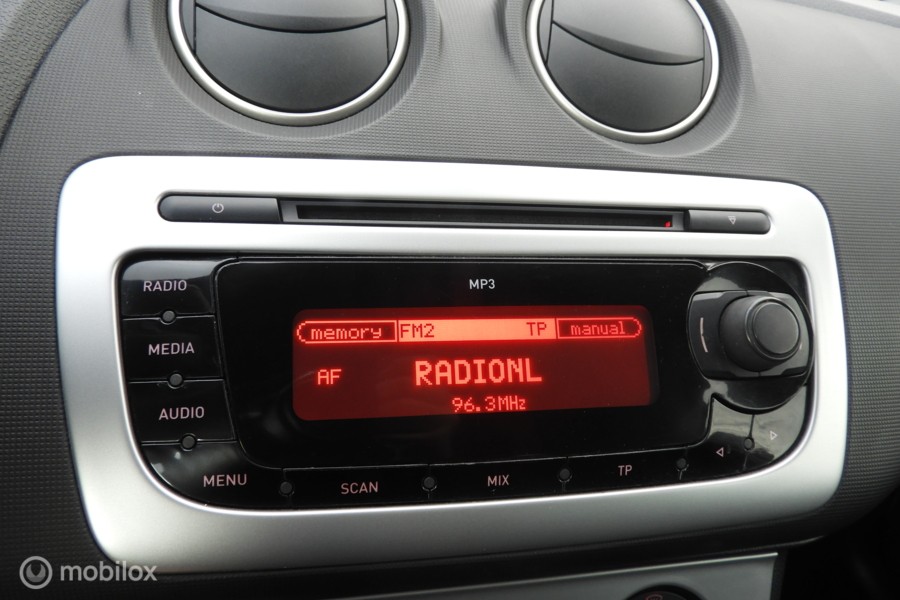 MP3
RADIO
MEDIA
AUDIO
MENU
memory FM2 TP manual
AF RADIONL
96.3MHz
SCAN MIX TP
mobilox